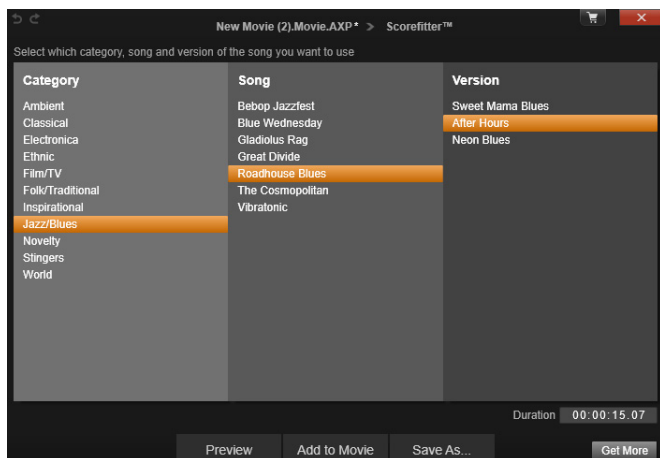 New Movie (2).Movie.AXP* > Scorefitter™
Select which category, song and version of the song you want to use
Category
Ambient
Classical
Electronica
Ethnic
Film/TV
Folk/Traditional
Inspirational
Jazz/Blues
Novelty
Stingers
World
Song
Bebop Jazzfest
Blue Wednesday
Gladiolus Rag
Great Divide
Roadhouse Blues
The Cosmopolitan
Vibratonic
Version
Sweet Mama Blues
After Hours
Neon Blues
Duration 00:00:15.07
Preview Add to Movie Save As... Get More